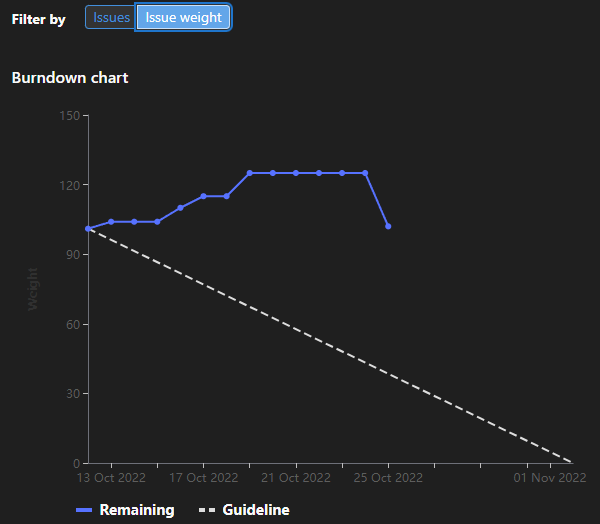 Filter by Issues Issue weight
Burndown chart
150
120
90
60
30
0
Weight
13 Oct 2022 17 Oct 2022 21 Oct 2022 25 Oct 2022 01 Nov 2022
Remaining Guideline